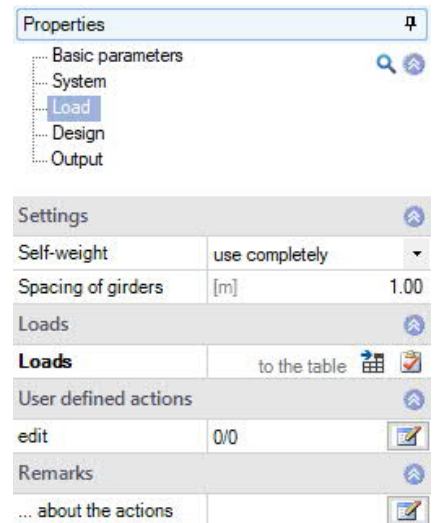 Properties
Basic parameters
System
Load
Design
Output
Settings
Self-weight use completely
Spacing of girders [m] 1.00
Loads
Loads to the table
User defined actions
edit 0/0
Remarks
... about the actions